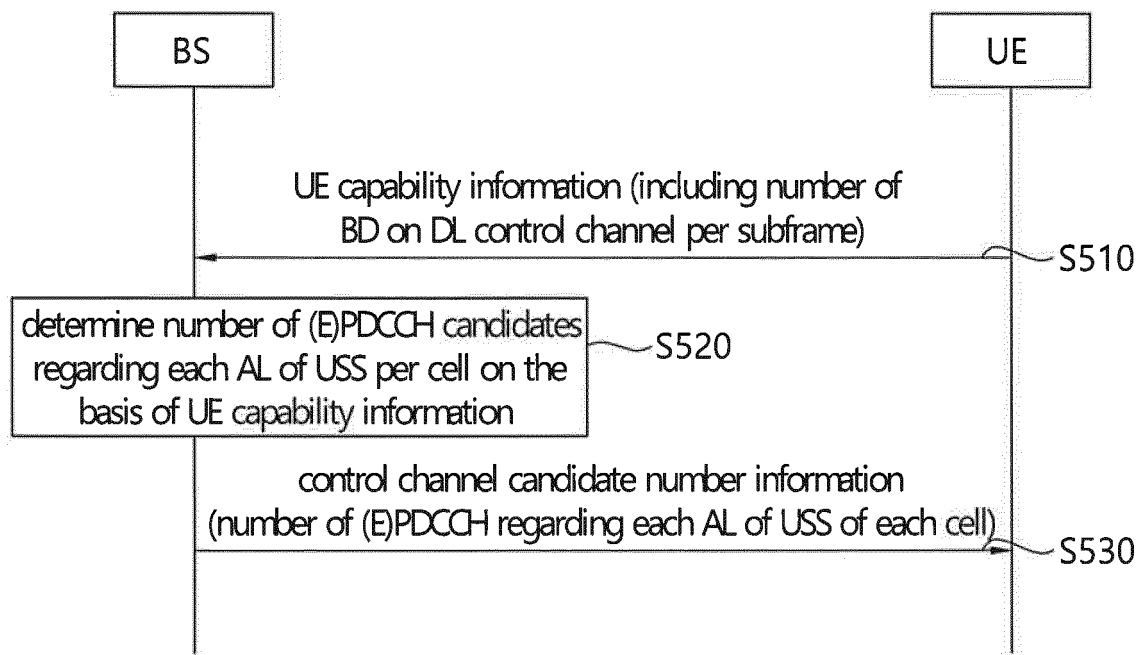 BS
UE
UE capability information (including number of
BD on DL control channel per subframe)
S510
determine number of (E)PDCCH candidates
regarding each AL of USS per cell on the
basis of UE capability information
S520
control channel candidate number information
(number of (E)PDCCH regarding each AL of USS of each cell)
S530